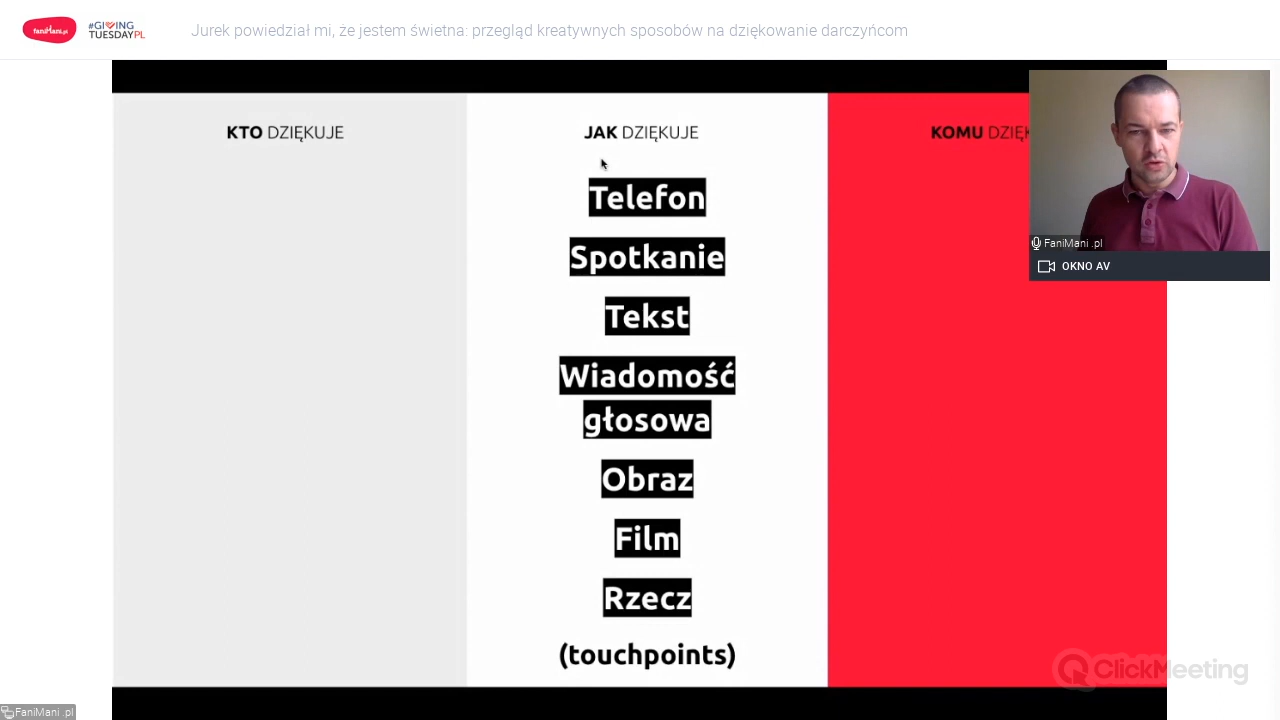 faniMani.pl
#GIVING
TUESDAYPL
Jurek powiedział mi, że jestem świetna: przegląd kreatywnych sposobów na dziękowanie darczyńcom
KTO DZIĘKUJE
JAK DZIĘKUJE
KOMU DZIĘK
Telefon
Spotkanie
Tekst
Wiadomość
głosowa
Obraz
Film
Rzecz
(touchpoints)
FaniMani .pl
OKNO AV
ClickMeeting
FaniMani .pl